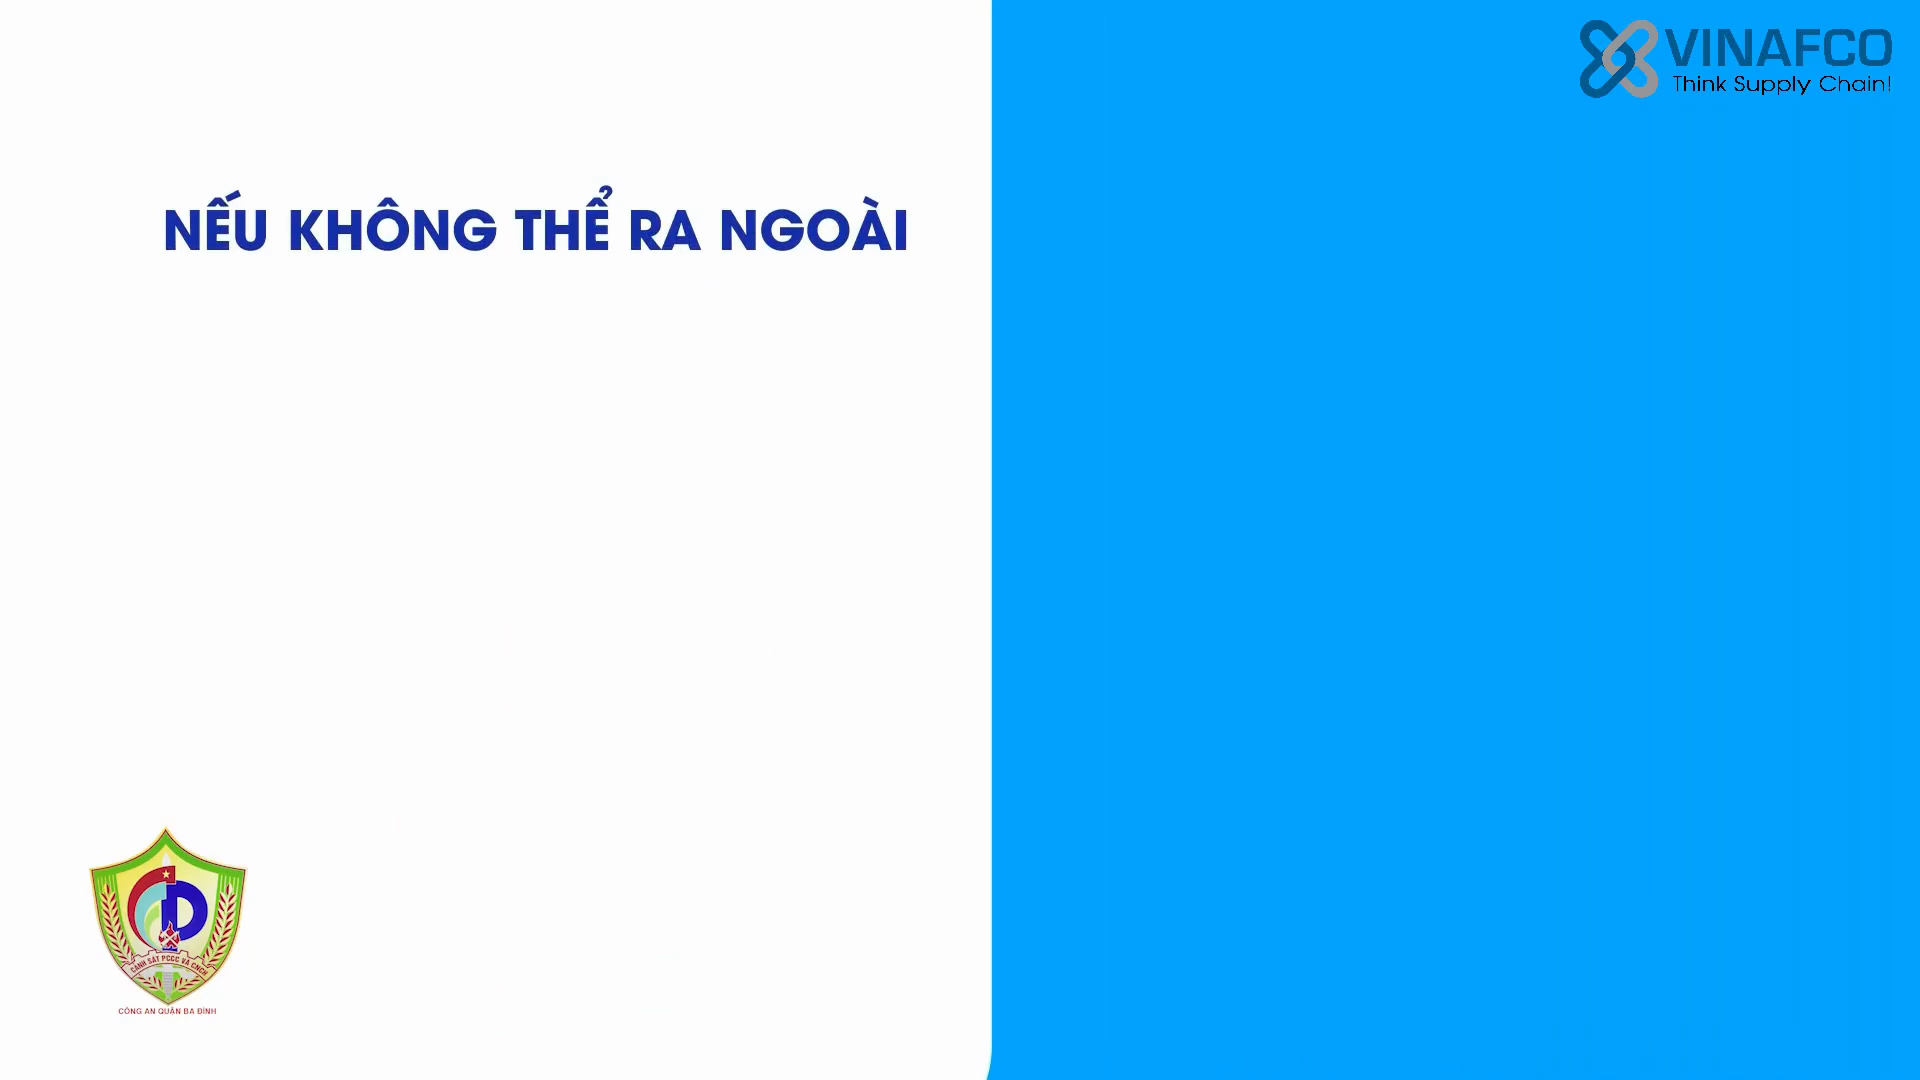 VINAFCO
Think Supply Chain!
NẾU KHÔNG THỂ RA NGOÀI
CẢNH SÁT PCCC VÀ CNCH
CÔNG AN QUẬN BA ĐÌNH